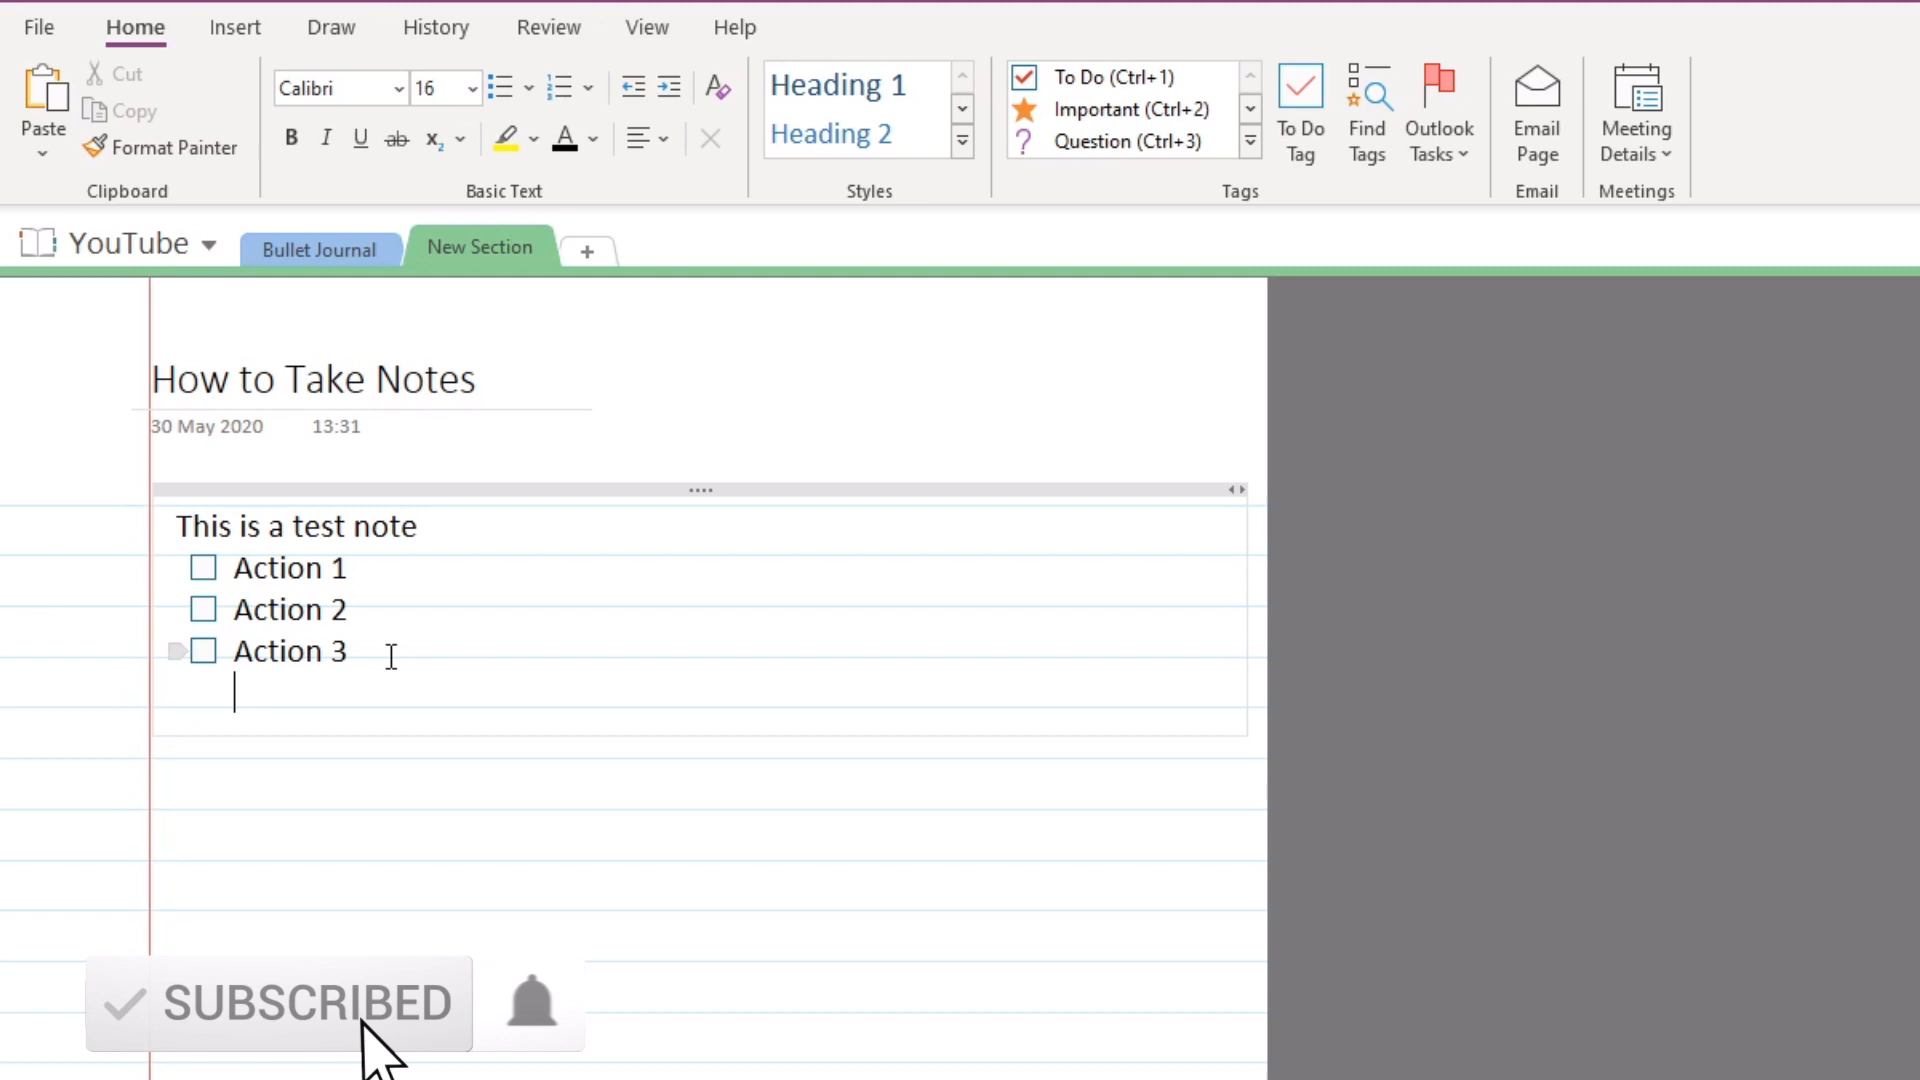 File Home Insert Draw History Review View Help
Paste
Cut
Copy
Format Painter
Clipboard
Calibri 16
B I U ab x₂ A
Basic Text
Heading 1
Heading 2
Styles
To Do (Ctrl+1)
Important (Ctrl+2)
Question (Ctrl+3)
To Do
Tag
Find
Tags
Outlook
Tasks
Tags
Email
Page
Email
Meeting
Details
Meetings
YouTube Bullet Journal New Section +
How to Take Notes
30 May 2020 13:31
This is a test note
Action 1
Action 2
Action 3
SUBSCRIBED